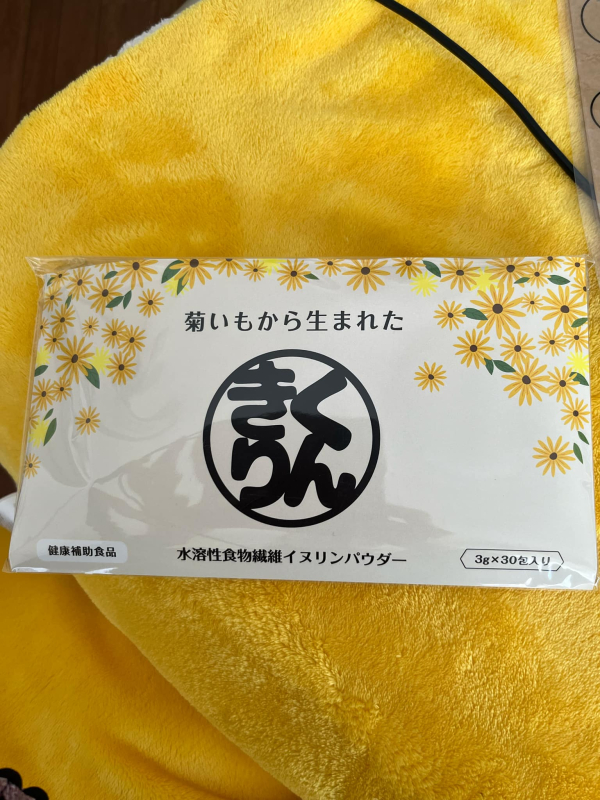 菊いもから生まれた
きくりん
健康補助食品
水溶性食物繊維イヌリンパウダー
3g×30包入り